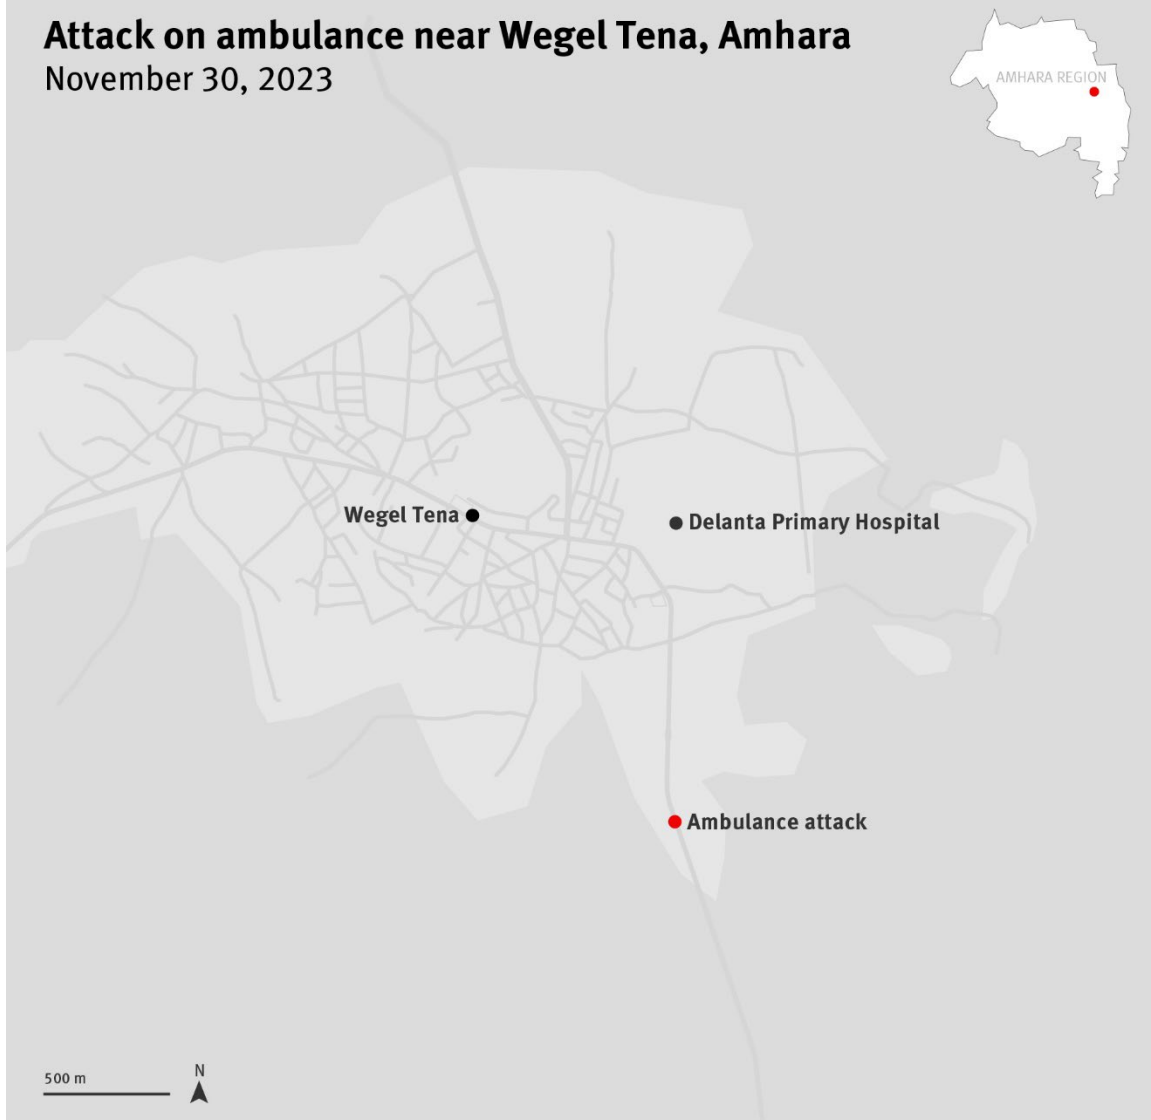 Attack on ambulance near Wegel Tena, Amhara
November 30, 2023
AMHARA REGION
Wegel Tena
Delanta Primary Hospital
Ambulance attack
500 m
N